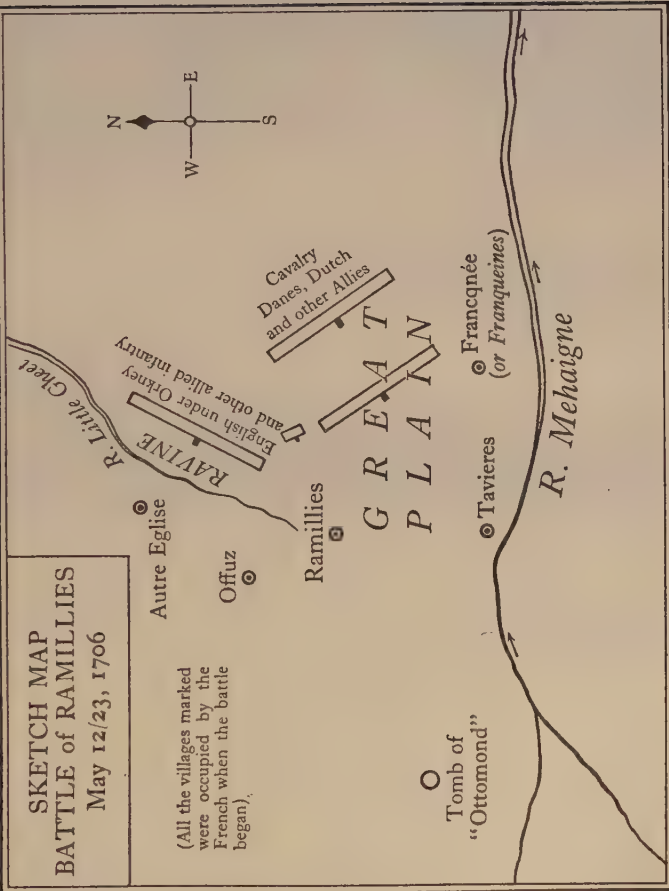 SKETCH MAP
BATTLE of RAMILLIES
May 12/23, 1706
(All the villages marked
were occupied by the
French when the battle
began).
R. Little Gheet
Autre Eglise
RAVINE
English under Orkney
and other allied infantry
Offuz
Ramillies
Cavalry
Danes, Dutch
and other Allies
GREAT
PLAIN
Tomb of
"Ottomond"
Tavieres
Francqnée
(or Franqueines)
R. Mehaigne
N
W
E
S